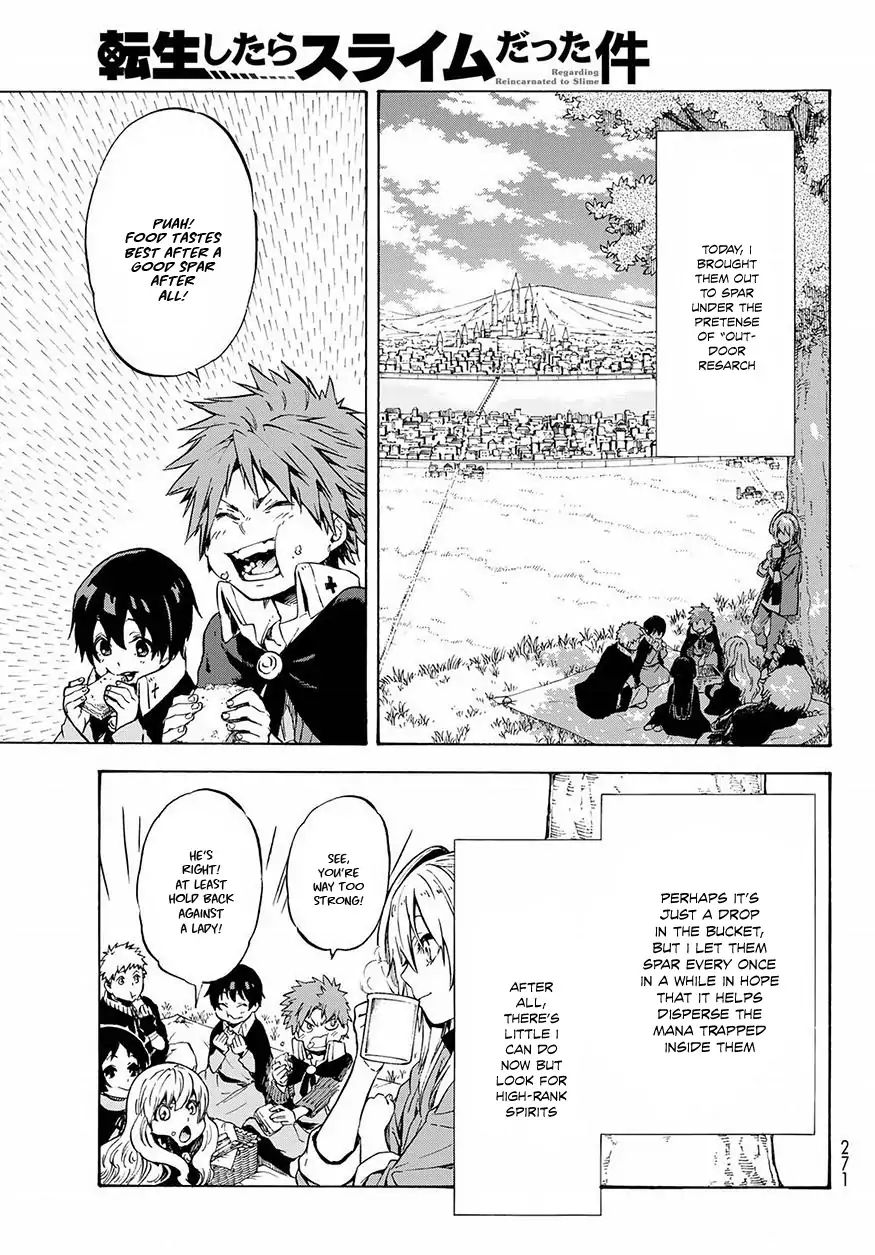 転生したらスライムだった件
Regarding
Reincarnated to Slime
TODAY, I
BROUGHT
THEM OUT
TO SPAR
UNDER THE
PRETENSE
OF "OUT-
DOOR
RESARCH
PUAH!
FOOD TASTES
BEST AFTER A
GOOD SPAR
AFTER
ALL!
PERHAPS IT'S
JUST A DROP
IN THE BUCKET,
BUT I LET THEM
SPAR EVERY ONCE
IN A WHILE IN HOPE
THAT IT HELPS
DISPERSE THE
MANA TRAPPED
INSIDE THEM
AFTER
ALL,
THERE'S
LITTLE I
CAN DO
NOW BUT
LOOK FOR
HIGH-RANK
SPIRITS
SEE,
YOU'RE
WAY TOO
STRONG!
HE'S
RIGHT!
AT LEAST
HOLD BACK
AGAINST
A LADY!
271